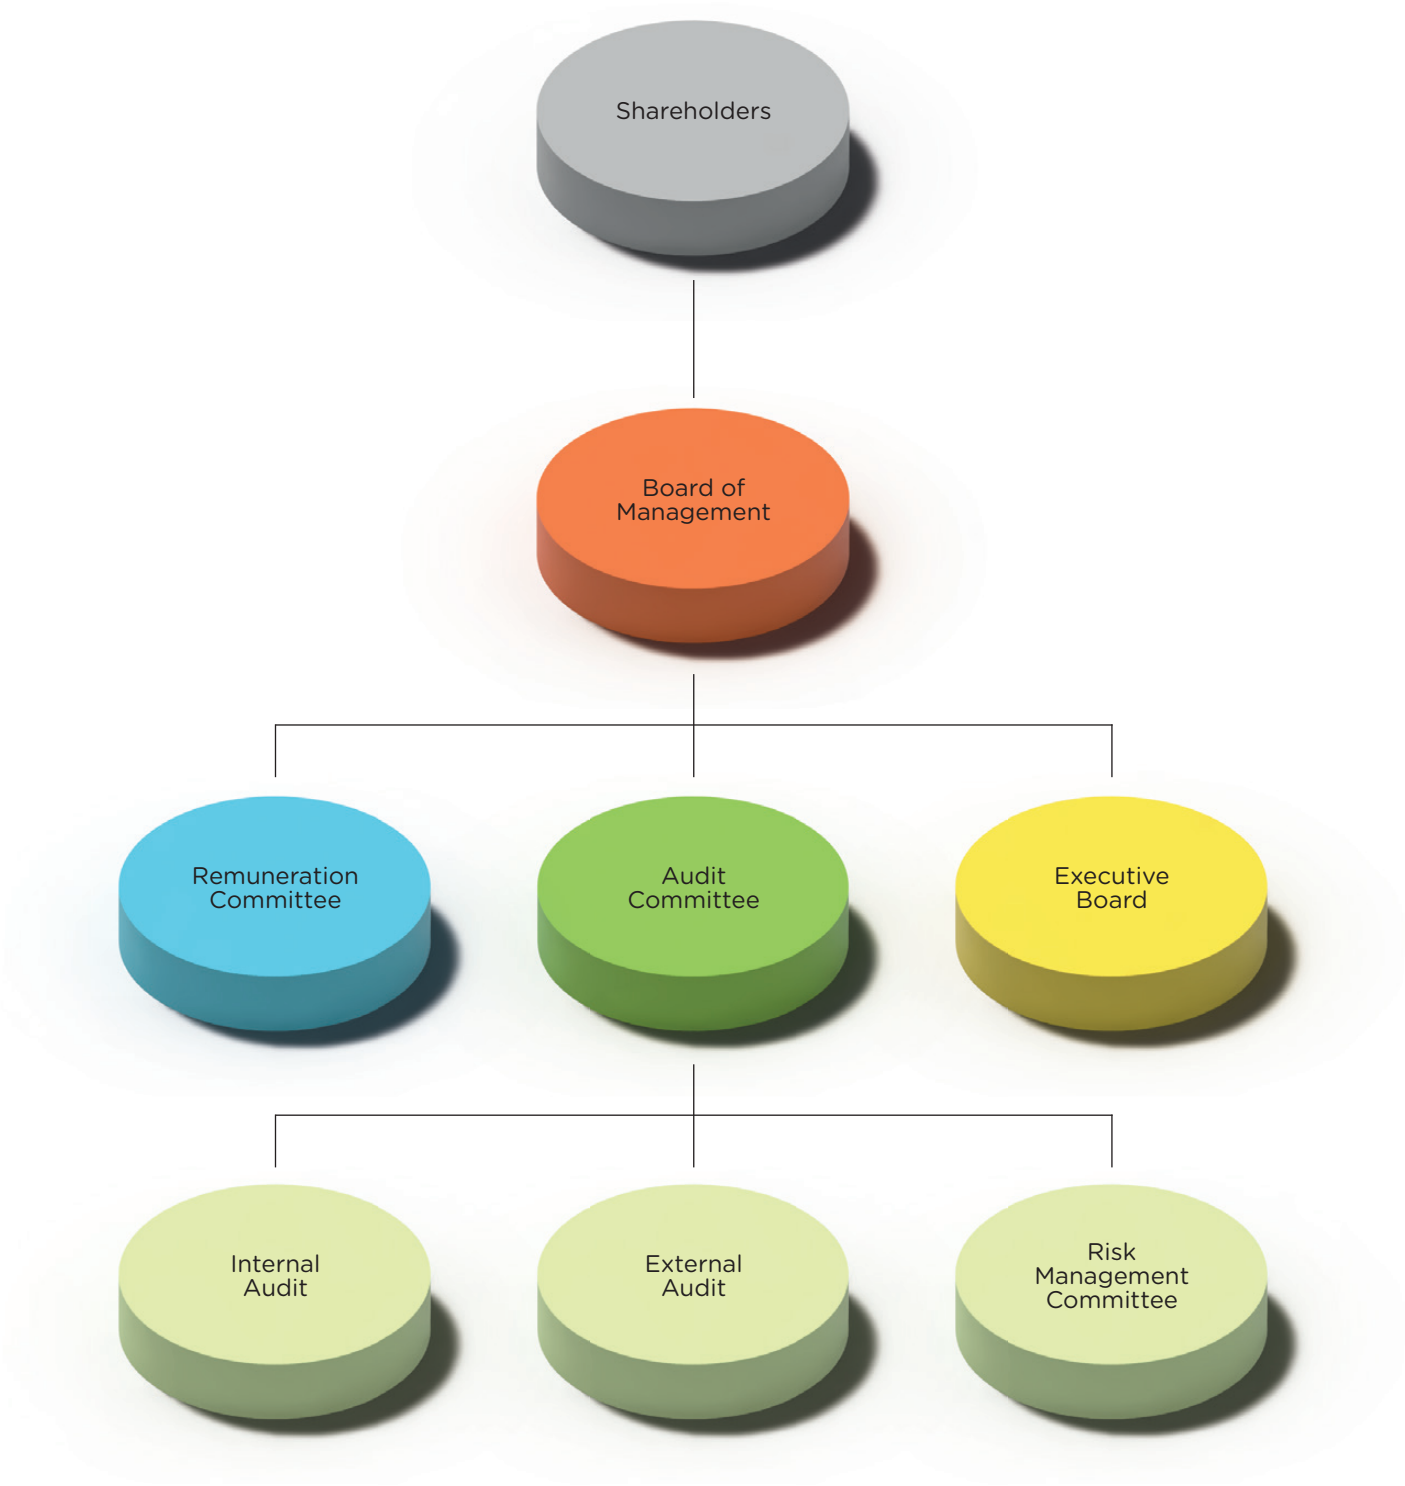 Shareholders
Board of
Management
Remuneration
Committee
Audit
Committee
Executive
Board
Internal
Audit
External
Audit
Risk
Management
Committee